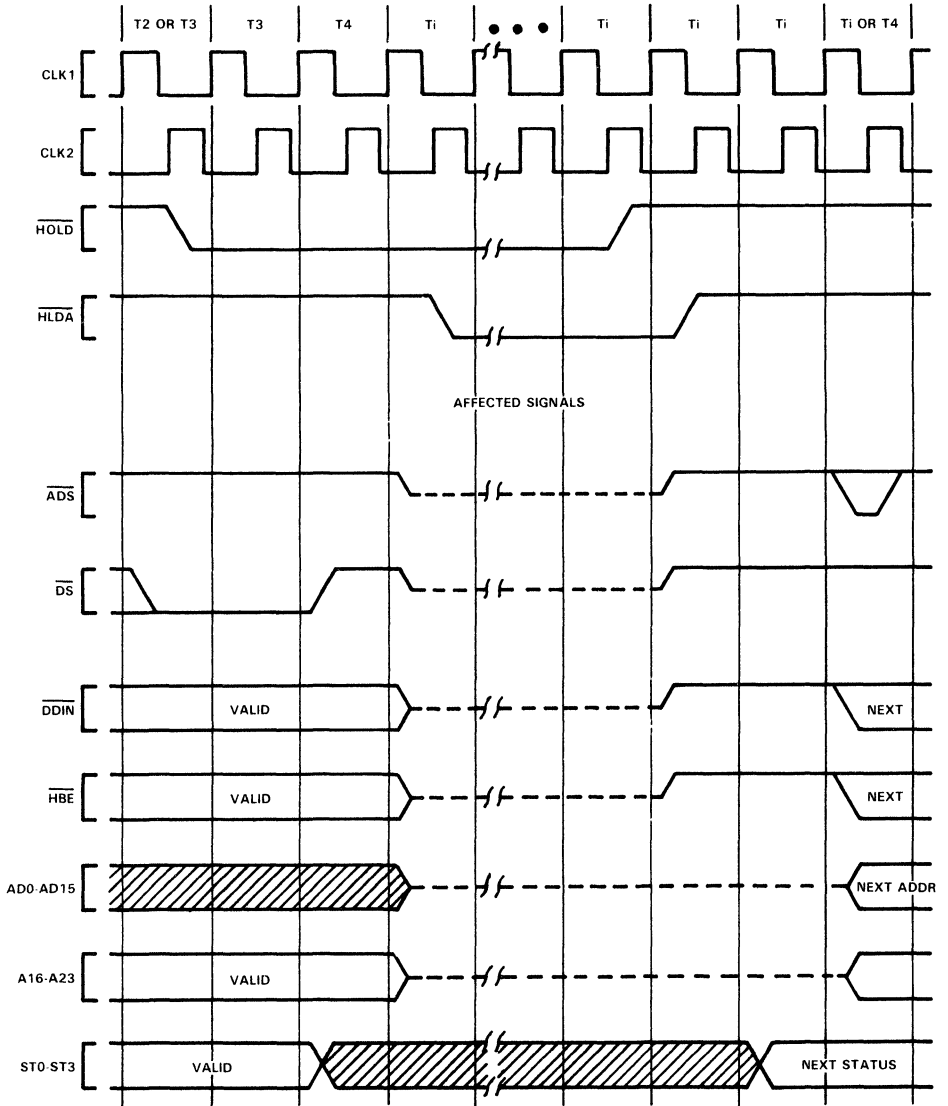 T2 OR T3 T3 T4 Ti Ti Ti Ti Ti OR T4
CLK1
CLK2
HOLD
HLDA
AFFECTED SIGNALS
ADS
DS
DDIN VALID NEXT
HBE VALID NEXT
AD0-AD15 NEXT ADDR
A16-A23 VALID
ST0-ST3 VALID NEXT STATUS